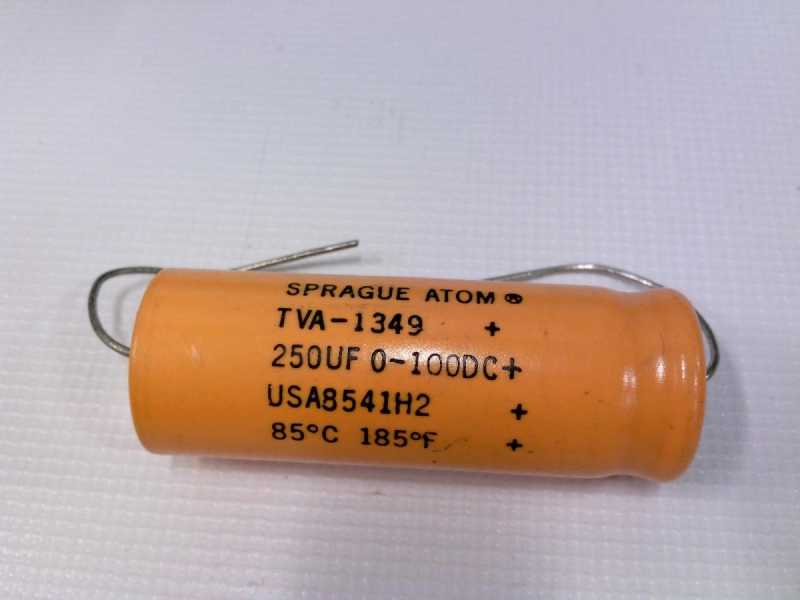 SPRAGUE ATOM ®
TVA-1349 +
250UF 0-100DC+
USA8541H2 +
85°C 185°F +